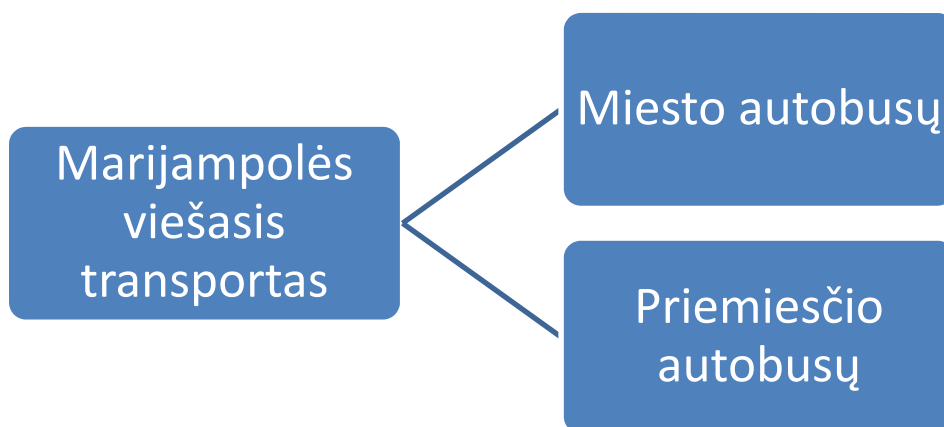 Marijampolės
viešasis
transportas
Miesto autobusų
Priemiesčio
autobusų